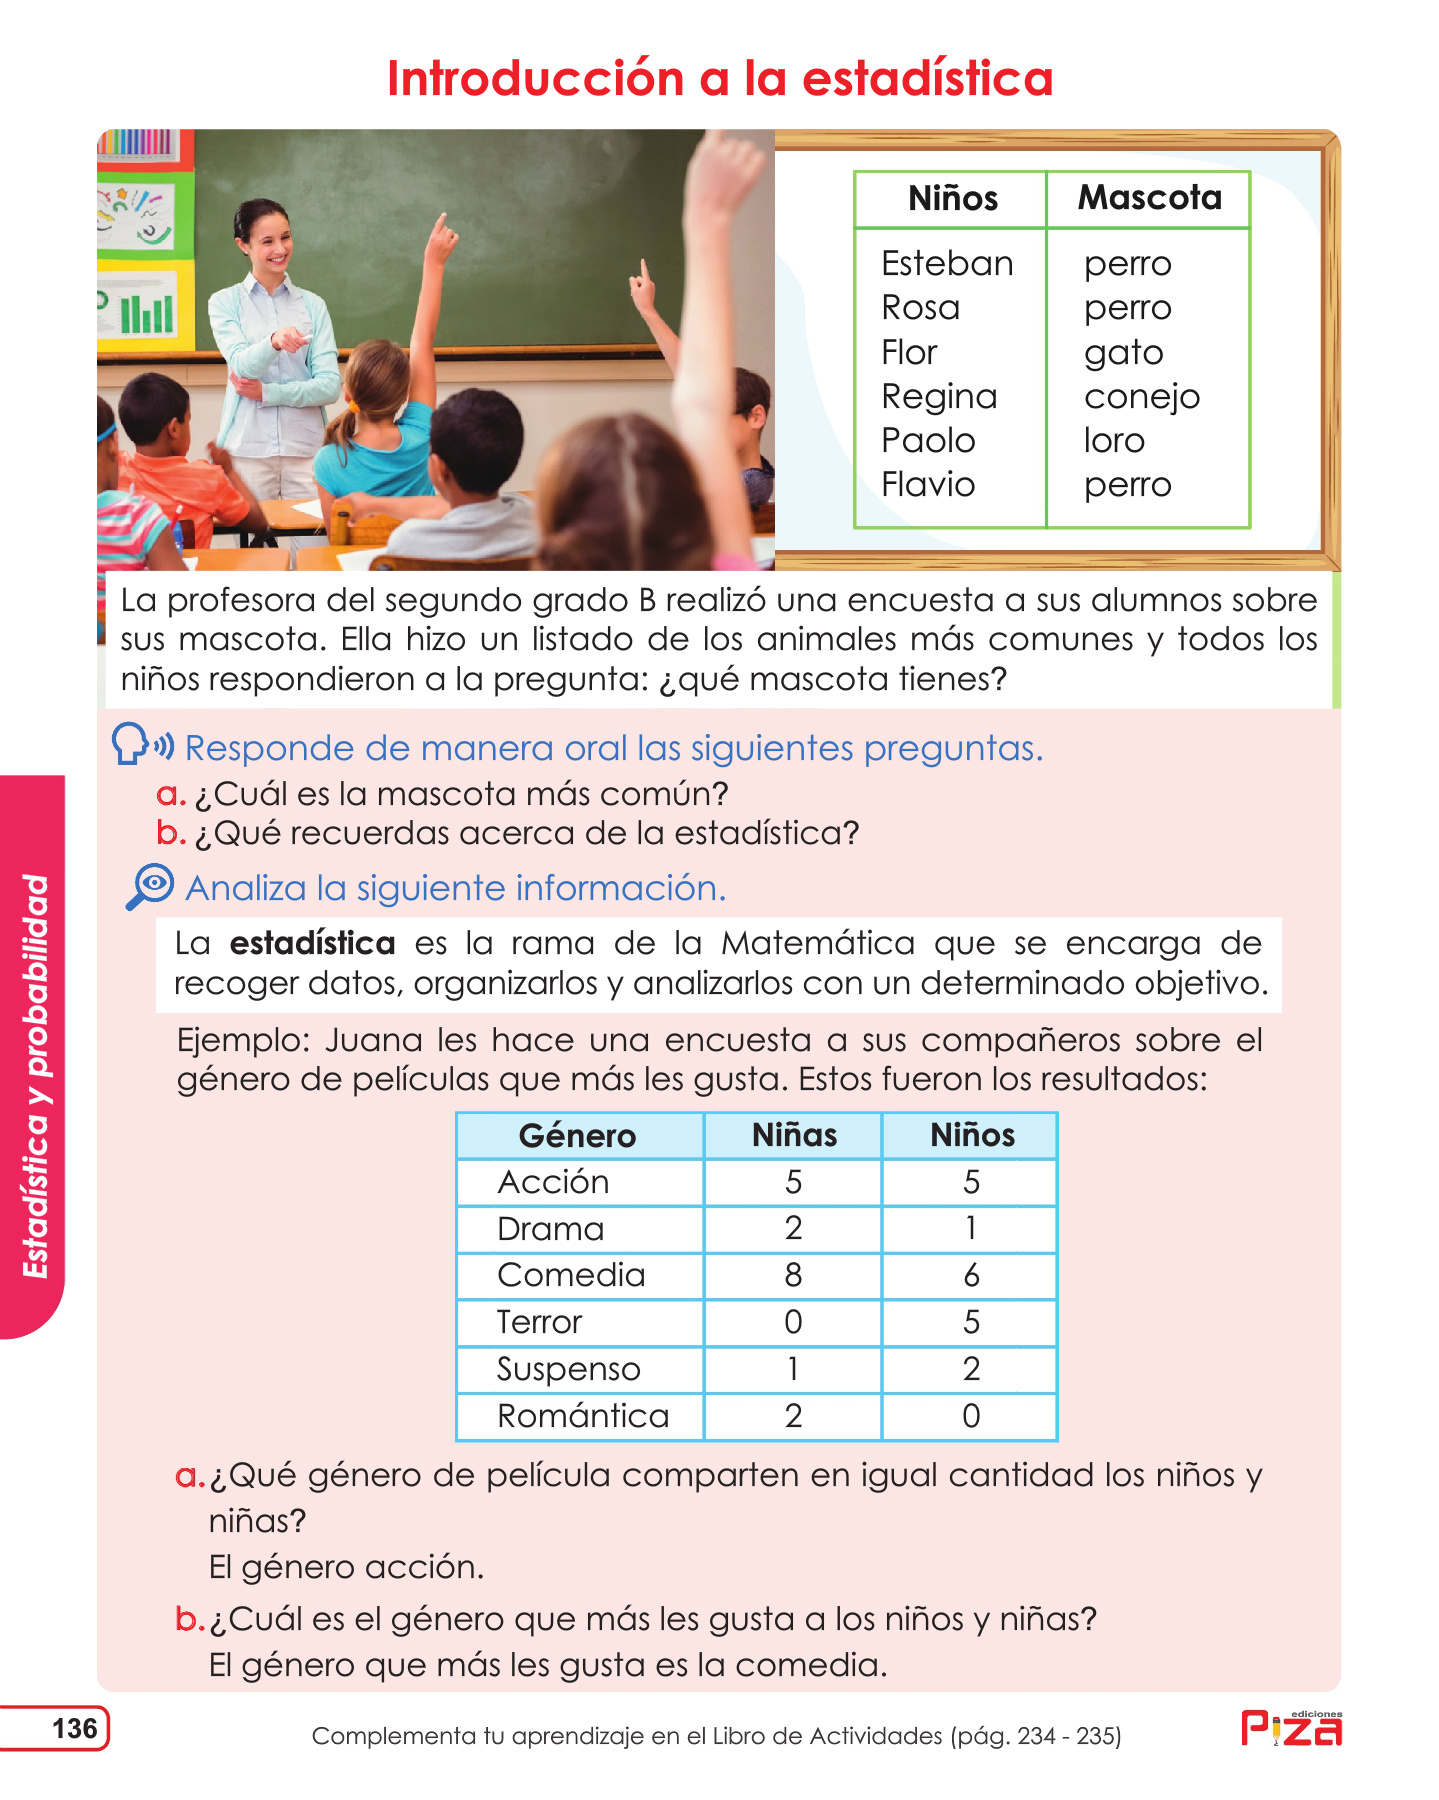 Introducción a la estadística
Niños Mascota
Esteban perro
Rosa perro
Flor gato
Regina conejo
Paolo loro
Flavio perro
La profesora del segundo grado B realizó una encuesta a sus alumnos sobre
sus mascota. Ella hizo un listado de los animales más comunes y todos los
niños respondieron a la pregunta: ¿qué mascota tienes?
Responde de manera oral las siguientes preguntas.
a. ¿Cuál es la mascota más común?
b. ¿Qué recuerdas acerca de la estadística?
Analiza la siguiente información.
La estadística es la rama de la Matemática que se encarga de
recoger datos, organizarlos y analizarlos con un determinado objetivo.
Ejemplo: Juana les hace una encuesta a sus compañeros sobre el
género de películas que más les gusta. Estos fueron los resultados:
Género Niñas Niños
Acción 5 5
Drama 2 1
Comedia 8 6
Terror 0 5
Suspenso 1 2
Romántica 2 0
a. ¿Qué género de película comparten en igual cantidad los niños y
niñas?
El género acción.
b. ¿Cuál es el género que más les gusta a los niños y niñas?
El género que más les gusta es la comedia.
Estadística y probabilidad
136
Complementa tu aprendizaje en el Libro de Actividades (pág. 234 - 235)
ediciones
Piza